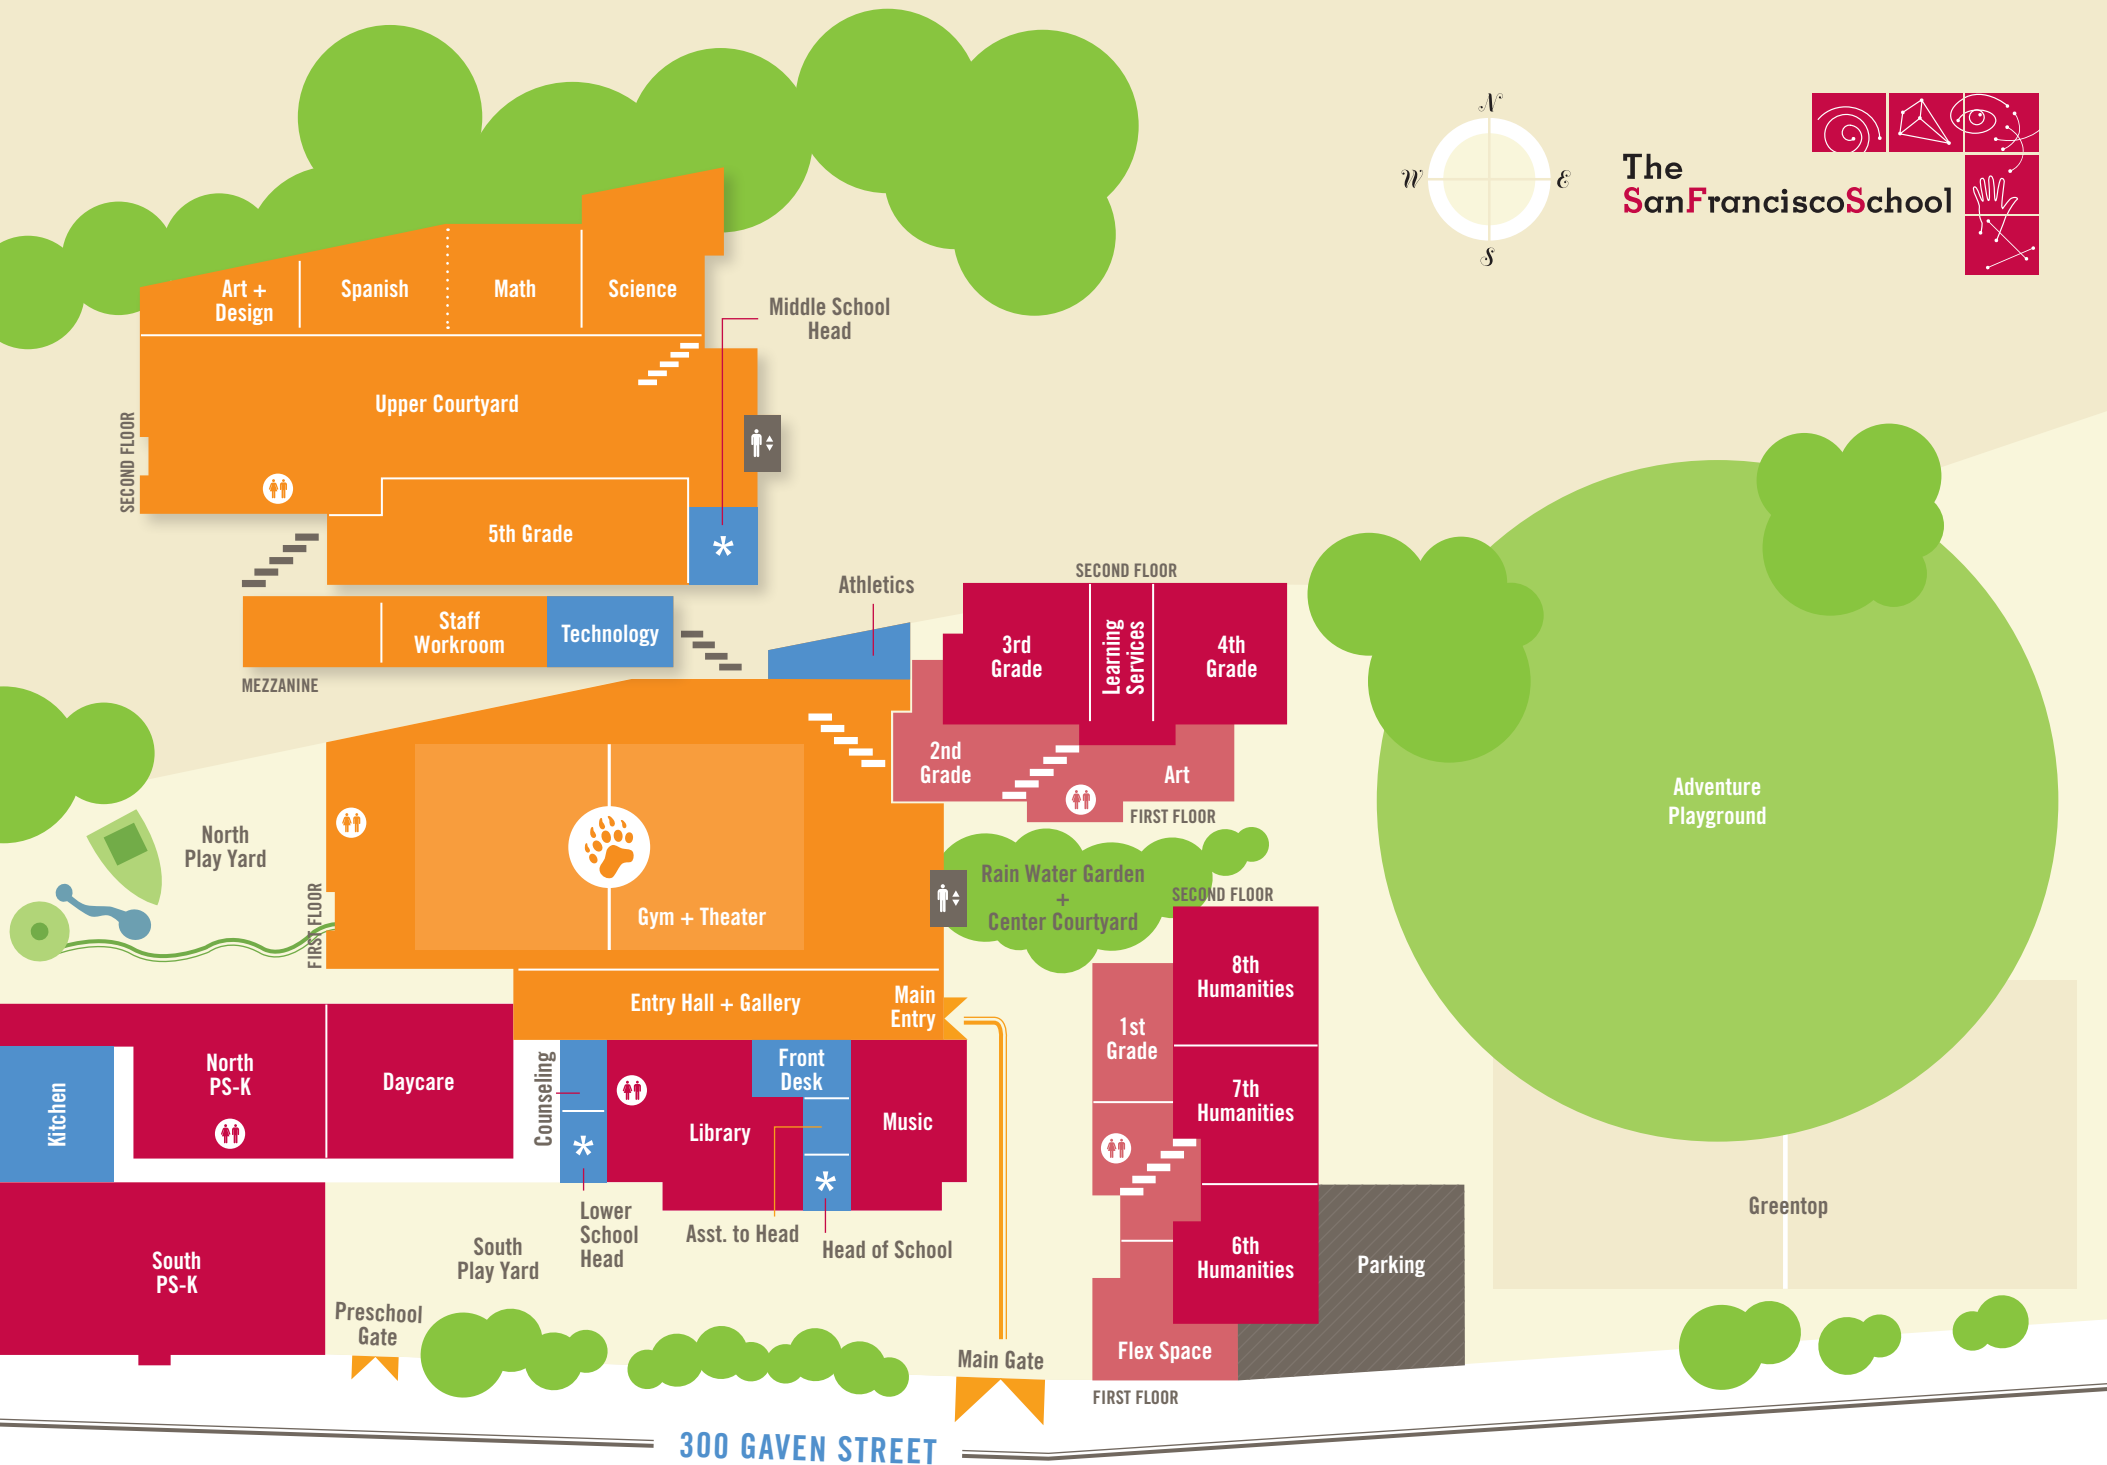 N
W
E
S
The
SanFranciscoSchool
Art +
Design
Spanish
Math
Science
Middle School
Head
Upper Courtyard
SECOND FLOOR
5th Grade
*
Staff
Workroom
Technology
MEZZANINE
Athletics
SECOND FLOOR
3rd
Grade
Learning
Services
4th
Grade
2nd
Grade
Art
FIRST FLOOR
Adventure
Playground
North
Play Yard
FIRST FLOOR
Gym + Theater
Rain Water Garden
+
Center Courtyard
SECOND FLOOR
8th
Humanities
Entry Hall + Gallery
Main
Entry
1st
Grade
7th
Humanities
Kitchen
North
PS-K
Daycare
Counseling
*
Front
Desk
Library
Music
*
Lower
School
Head
Asst. to Head
Head of School
South
Play Yard
South
PS-K
6th
Humanities
Parking
Greentop
Preschool
Gate
Main Gate
Flex Space
FIRST FLOOR
300 GAVEN STREET